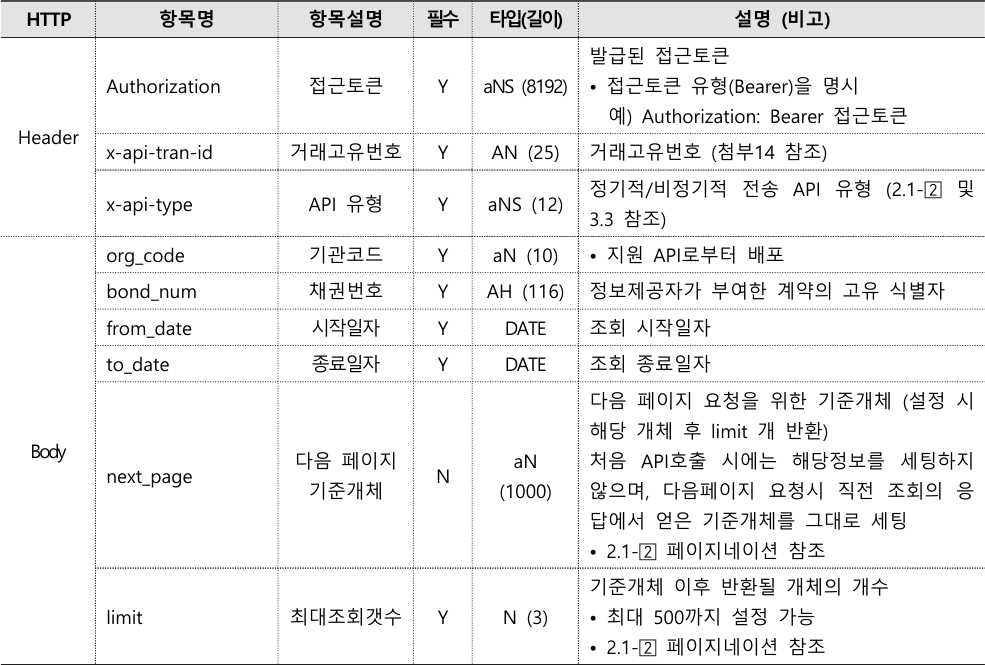 HTTP 항목명 항목설명 필수 타입(길이) 설명 (비고)
Header
Authorization 접근토큰 Y aNS (8192)
발급된 접근토큰
• 접근토큰 유형(Bearer)을 명시
예) Authorization: Bearer 접근토큰
x-api-tran-id 거래고유번호 Y AN (25) 거래고유번호 (첨부14 참조)
x-api-type API 유형 Y aNS (12)
정기적/비정기적 전송 API 유형 (2.1-2 및
3.3 참조)
Body
org_code 기관코드 Y aN (10) • 지원 API로부터 배포
bond_num 채권번호 Y AH (116) 정보제공자가 부여한 계약의 고유 식별자
from_date 시작일자 Y DATE 조회 시작일자
to_date 종료일자 Y DATE 조회 종료일자
next_page
다음 페이지
기준개체
N
aN
(1000)
다음 페이지 요청을 위한 기준개체 (설정 시
해당 개체 후 limit 개 반환)
처음 API호출 시에는 해당정보를 세팅하지
않으며, 다음페이지 요청시 직전 조회의 응
답에서 얻은 기준개체를 그대로 세팅
• 2.1-2 페이지네이션 참조
limit 최대조회갯수 Y N (3)
기준개체 이후 반환될 개체의 개수
• 최대 500까지 설정 가능
• 2.1-2 페이지네이션 참조